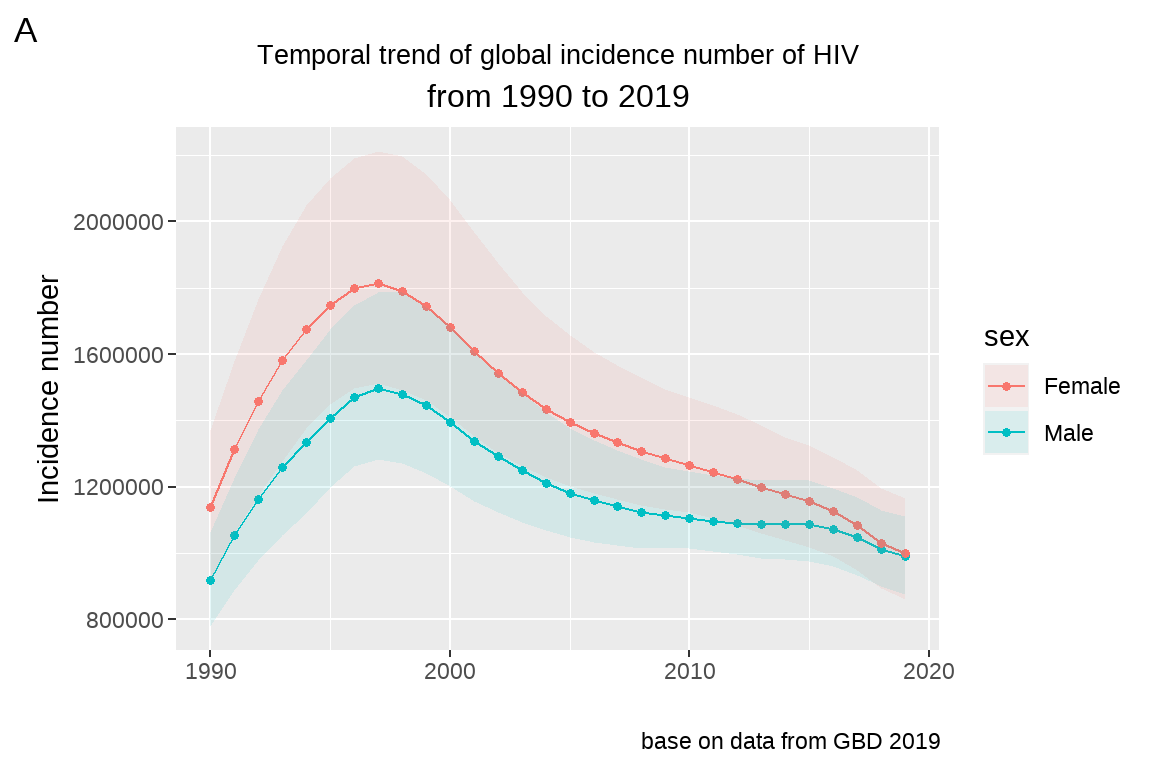 A
Temporal trend of global incidence number of HIV
from 1990 to 2019
Incidence number
2000000
1600000
1200000
800000
1990 2000 2010 2020
sex
Female
Male
base on data from GBD 2019